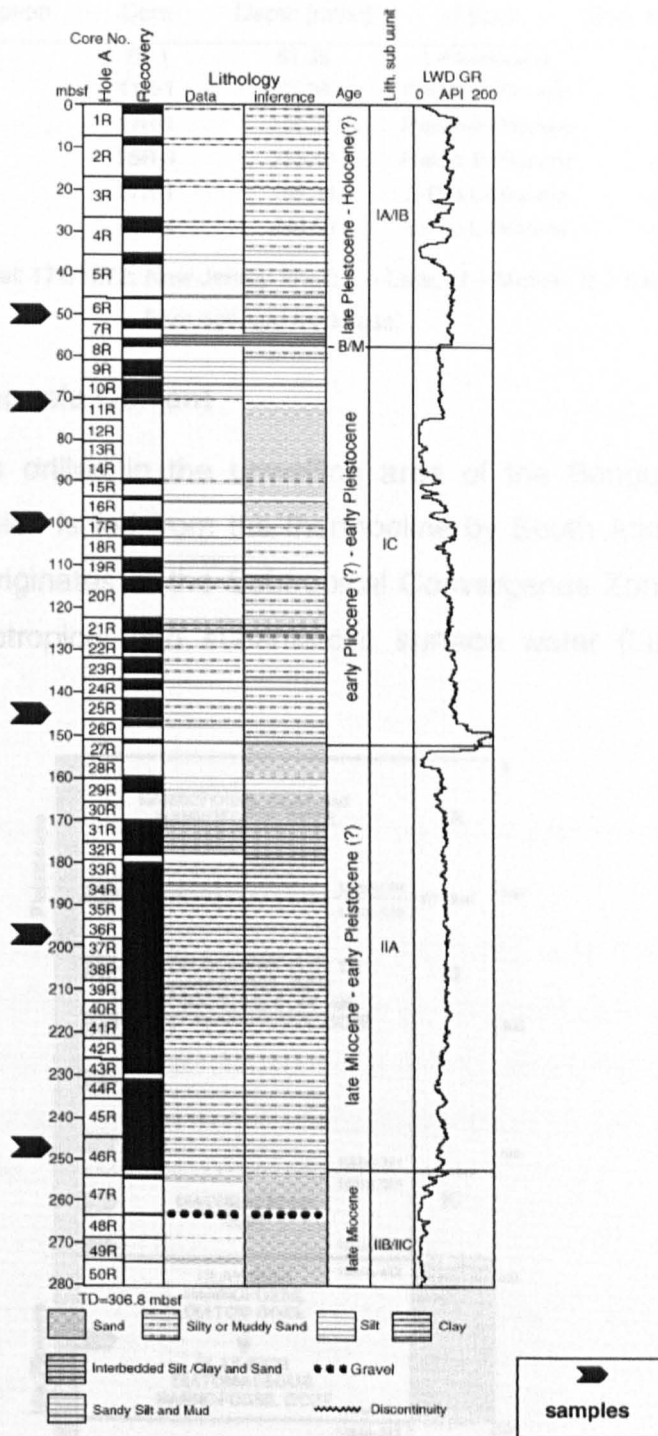 Core No.
Hole A
Recovery
mbsf
Lithology
Data
inference
Age
Lith. sub uunt
LWD GR
API 200
0
10
20
30
40
50
60
70
80
90
100
110
120
130
140
150
160
170
180
190
200
210
220
230
240
250
260
270
280
1R
2R
3R
4R
5R
6R
7R
8R
9R
10R
11R
12R
13R
14R
15R
16R
17R
18R
19R
20R
21R
22R
23R
24R
25R
26R
27R
28R
29R
30R
31R
32R
33R
34R
35R
36R
37R
38R
39R
40R
41R
42R
43R
44R
45R
46R
47R
48R
49R
50R
late Pleistocene - Holocene(?)
B/M
early Pliocene (?) - early Pleistocene
late Miocene - early Pleistocene (?)
late Miocene
IA/IB
IC
IIA
IIB/IIC
TD=306.8 mbsf
Sand
Silty or Muddy Sand
Silt
Clay
Interbedded Silt /Clay and Sand
Gravel
Sandy Silt and Mud
Discontinuity
samples